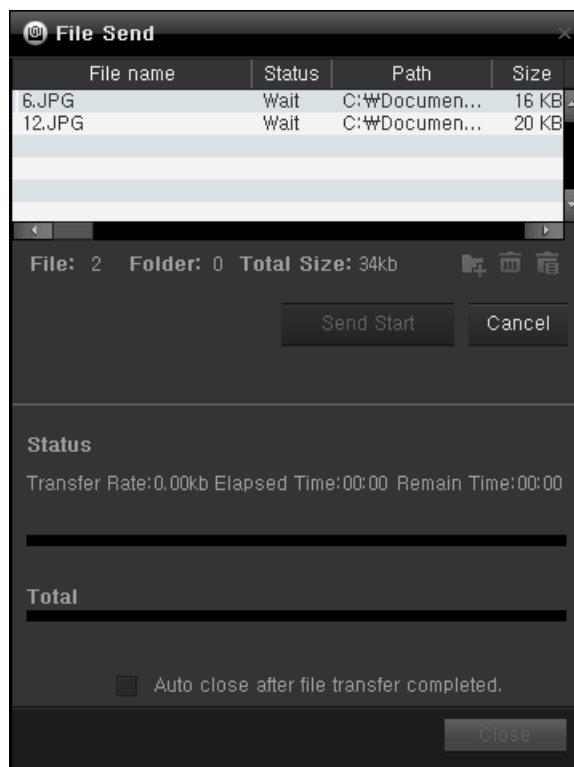 File Send
File name Status Path Size
6.JPG Wait C:₩Documen... 16 KB
12.JPG Wait C:₩Documen... 20 KB
File: 2 Folder: 0 Total Size: 34kb
Send Start Cancel
Status
Transfer Rate:0.00kb Elapsed Time:00:00 Remain Time:00:00
Total
Auto close after file transfer completed.
Close